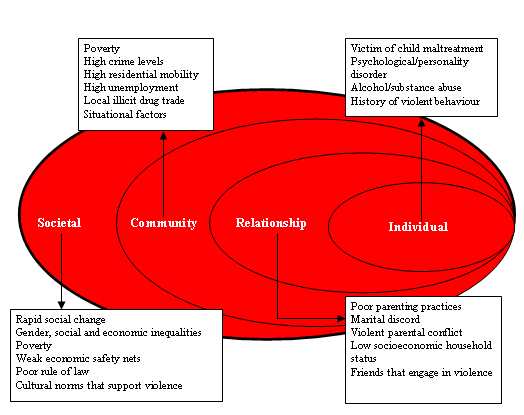 Poverty
High crime levels
High residential mobility
High unemployment
Local illicit drug trade
Situational factors
Victim of child maltreatment
Psychological/personality
disorder
Alcohol/substance abuse
History of violent behaviour
Societal
Community
Relationship
Individual
Rapid social change
Gender, social and economic inequalities
Poverty
Weak economic safety nets
Poor rule of law
Cultural norms that support violence
Poor parenting practices
Marital discord
Violent parental conflict
Low socioeconomic household
status
Friends that engage in violence